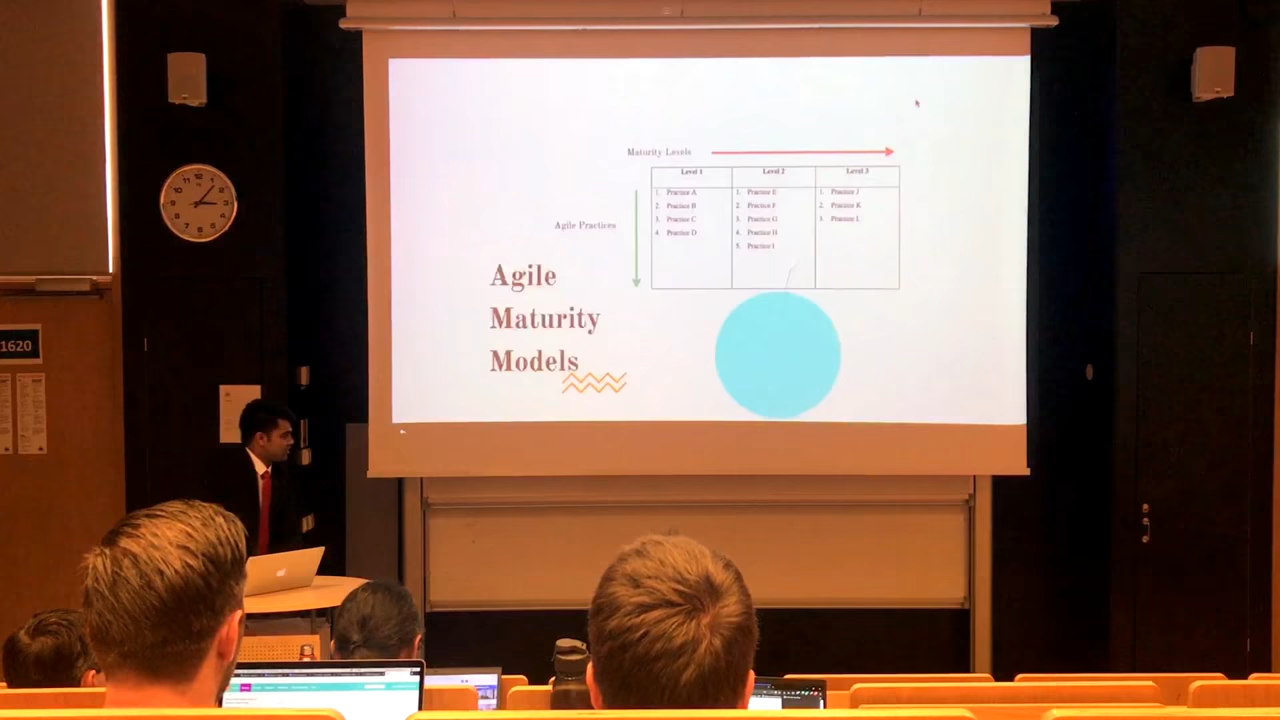 Maturity Levels
Level 1 Level 2 Level 3
1. Practice A 1. Practice E 1. Practice J
2. Practice B 2. Practice F 2. Practice K
3. Practice C 3. Practice G 3. Practice L
4. Practice D 4. Practice H
5. Practice I
Agile Practices
Agile
Maturity
Models
1620